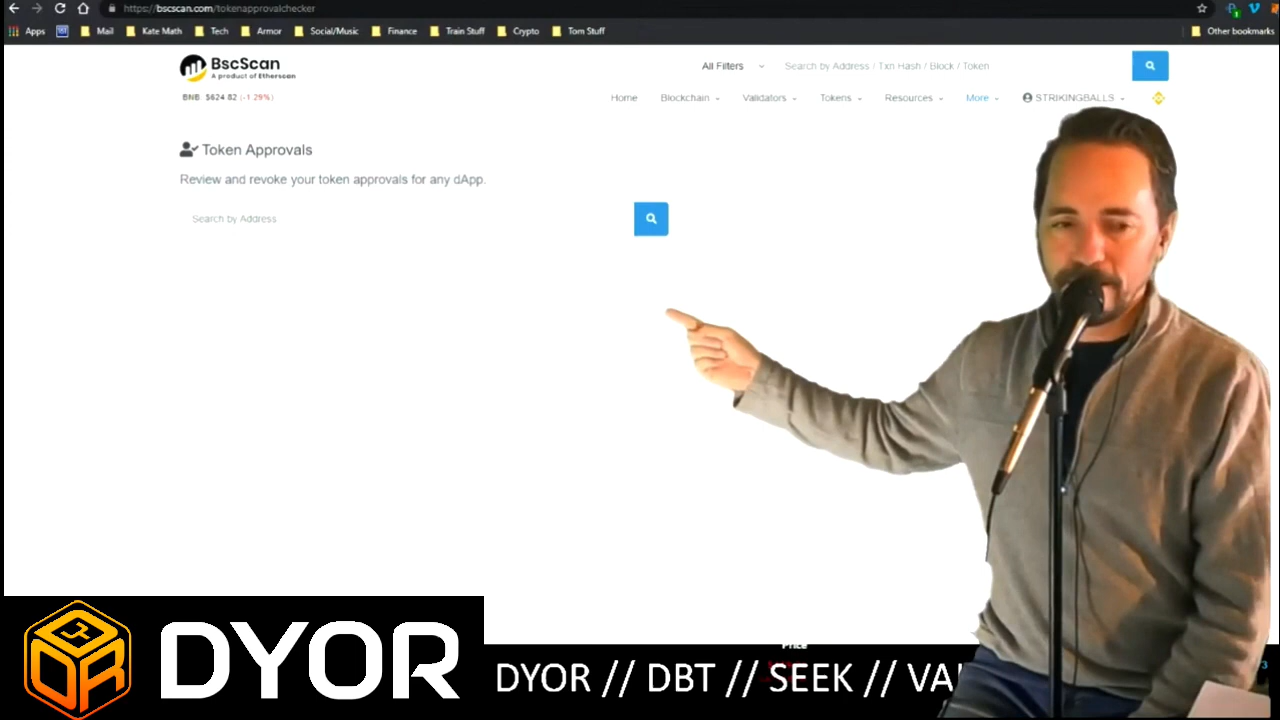 https://bscscan.com/tokenapprovalchecker
Apps Mail Kate Math Tech Armor Social/Music Finance Train Stuff Crypto Tom Stuff Other bookmarks
BscScan
A product of Etherscan
All Filters Search by Address / Txn Hash / Block / Token
BNB: $624.82 (-1.29%)
Home Blockchain Validators Tokens Resources More STRIKINGBALLS
Token Approvals
Review and revoke your token approvals for any dApp.
Search by Address
Price
DYOR
DYOR // DBT // SEEK // VAL